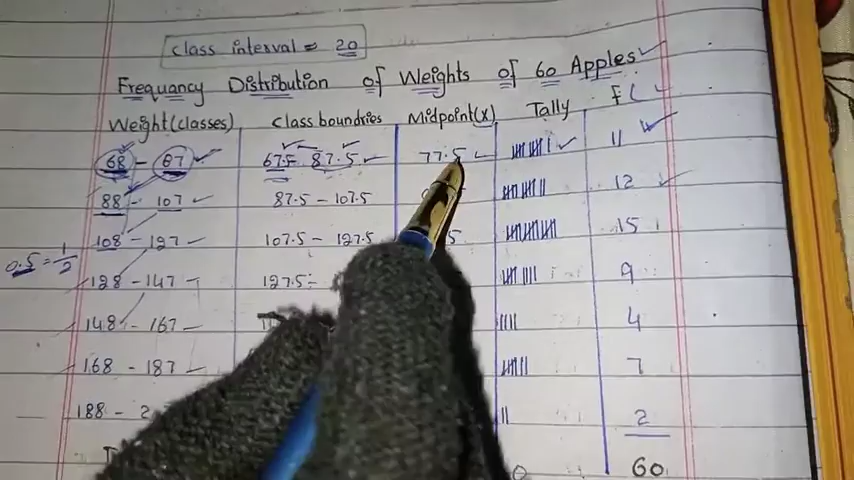 class interval = 20
Frequancy Distribution of Weights of 60 Apples
Weight(classes) Class boundries Midpoint(x) Tally F(
68 - 87 67.5 - 87.5 77.5 11
88 - 107 87.5 - 107.5 12
108 - 127 107.5 - 127.5 15
0.5 = 1/2
128 - 147 127.5 - 9
148 - 167 4
168 - 187 7
188 - 2 2
60